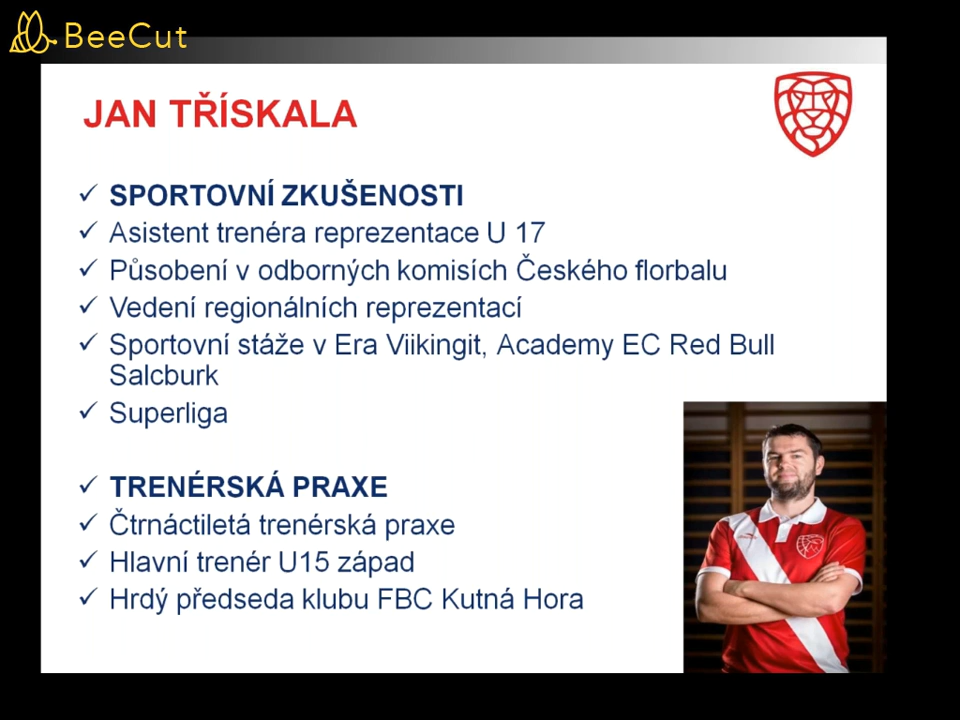 BeeCut
JAN TŘÍSKALA
SPORTOVNÍ ZKUŠENOSTI
Asistent trenéra reprezentace U 17
Působení v odborných komisích Českého florbalu
Vedení regionálních reprezentací
Sportovní stáže v Era Viikingit, Academy EC Red Bull
Salcburk
Superliga
TRENÉRSKÁ PRAXE
Čtrnáctiletá trenérská praxe
Hlavní trenér U15 západ
Hrdý předseda klubu FBC Kutná Hora